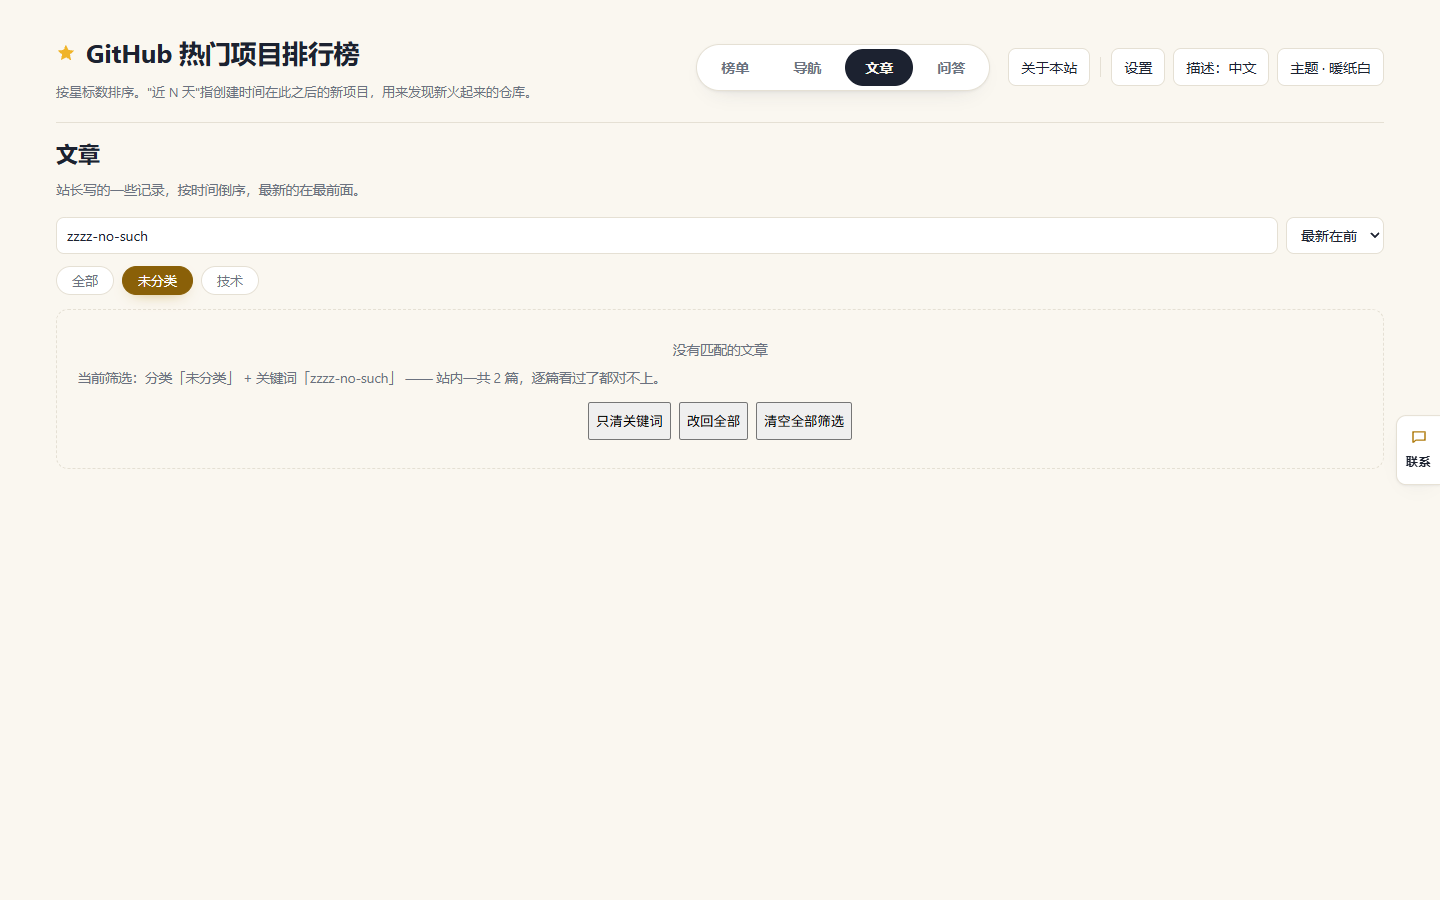 GitHub 热门项目排行榜
按星标数排序。"近 N 天"指创建时间在此之后的新项目，用来发现新火起来的仓库。
榜单
导航
文章
问答
关于本站
设置
描述：中文
主题 · 暖纸白
文章
站长写的一些记录，按时间倒序，最新的在最前面。
zzzz-no-such
最新在前
全部
未分类
技术
没有匹配的文章
当前筛选：分类「未分类」 + 关键词「zzzz-no-such」 —— 站内一共 2 篇，逐篇看过了都对不上。
只清关键词
改回全部
清空全部筛选
联系